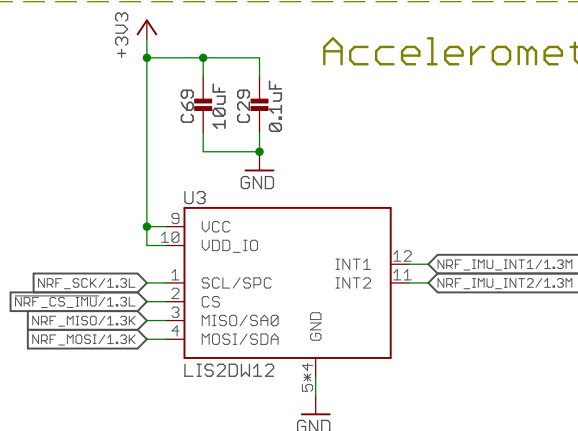 +3V3
Acceleromet
C69
10uF
C29
0.1uF
GND
U3
9 VCC
10 VDD_IO
INT1 12 NRF_IMU_INT1/1.3M
INT2 11 NRF_IMU_INT2/1.3M
NRF_SCK/1.3L 1 SCL/SPC
NRF_CS_IMU/1.3L 2 CS
NRF_MISO/1.3K 3 MISO/SA0
NRF_MOSI/1.3K 4 MOSI/SDA
GND
LIS2DW12
5*4
GND